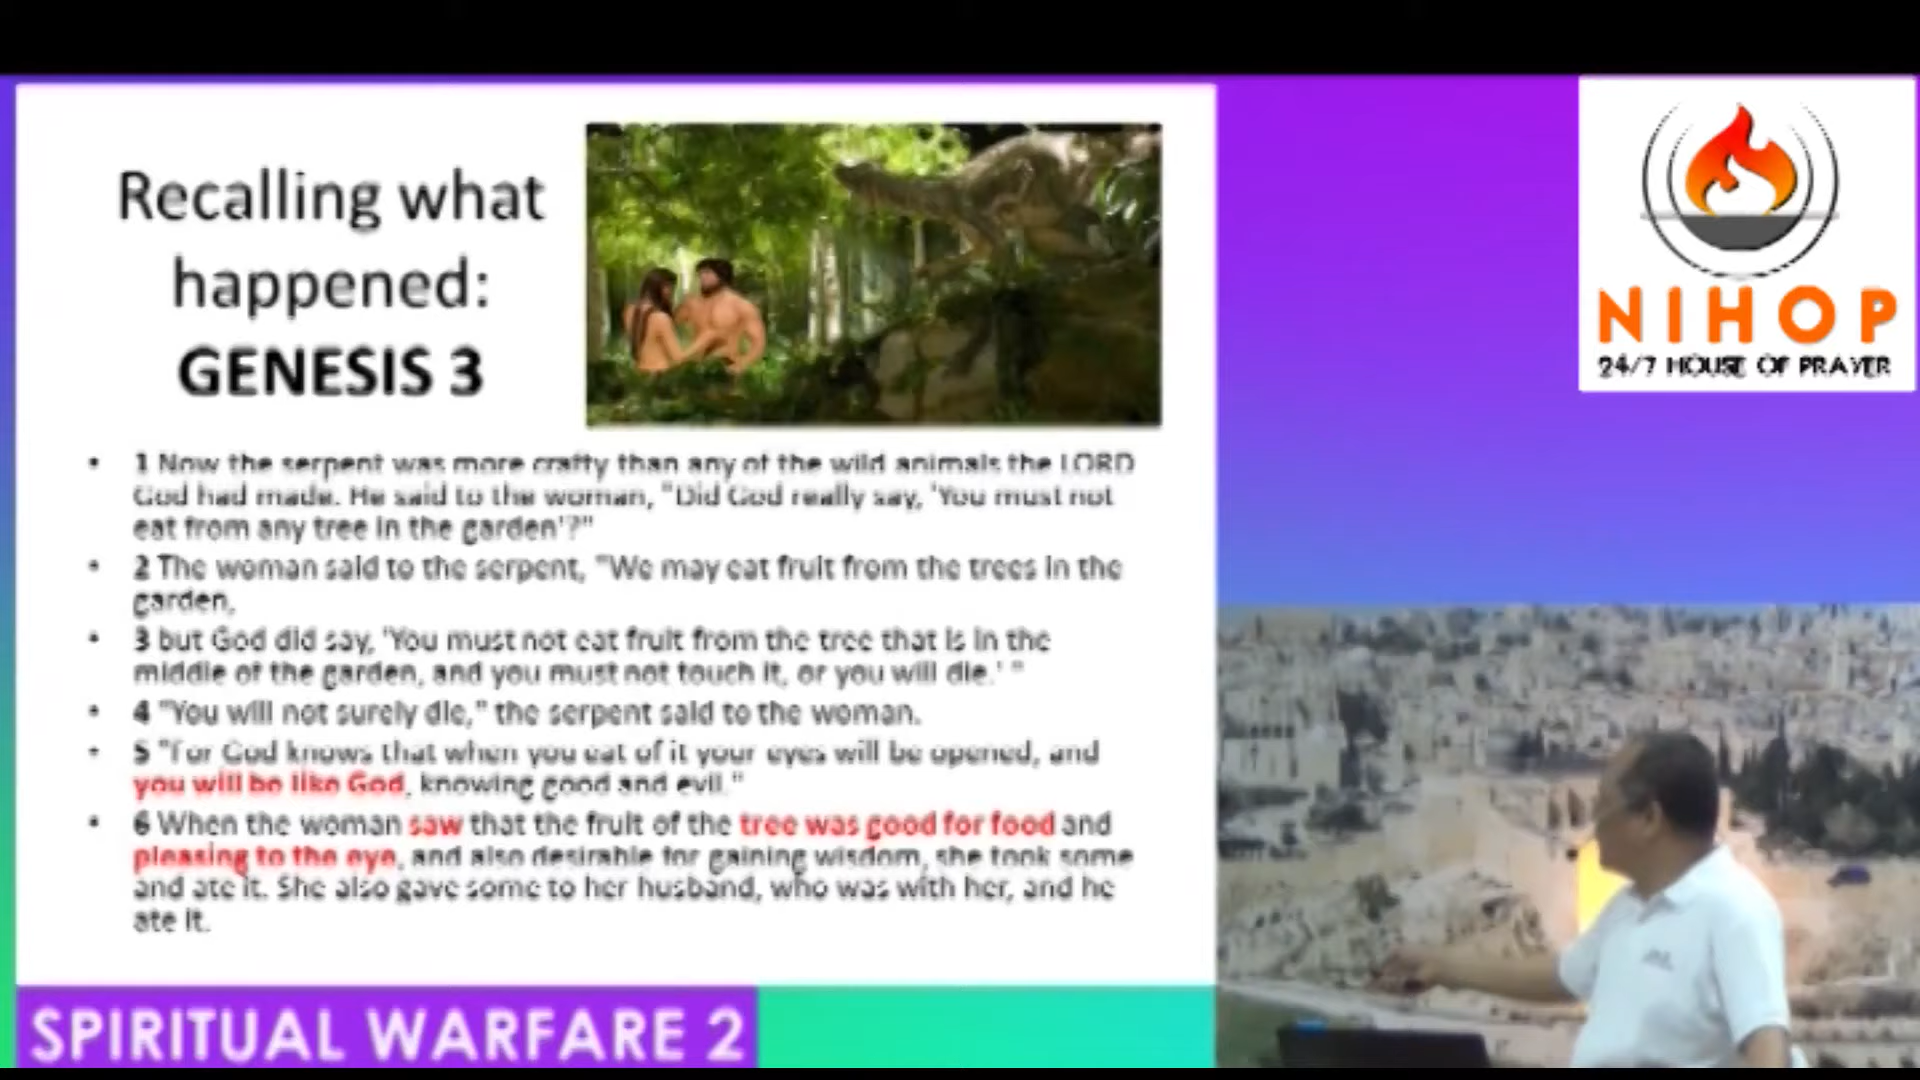 Recalling what
happened:
GENESIS 3
• 1 Now the serpent was more crafty than any of the wild animals the LORD
God had made. He said to the woman, "Did God really say, 'You must not
eat from any tree in the garden'?"
• 2 The woman said to the serpent, "We may eat fruit from the trees in the
garden,
• 3 but God did say, 'You must not eat fruit from the tree that is in the
middle of the garden, and you must not touch it, or you will die.' "
• 4 "You will not surely die," the serpent said to the woman.
• 5 "For God knows that when you eat of it your eyes will be opened, and
you will be like God, knowing good and evil."
• 6 When the woman saw that the fruit of the tree was good for food and
pleasing to the eye, and also desirable for gaining wisdom, she took some
and ate it. She also gave some to her husband, who was with her, and he
ate it.
SPIRITUAL WARFARE 2
NIHOP
24/7 HOUSE OF PRAYER